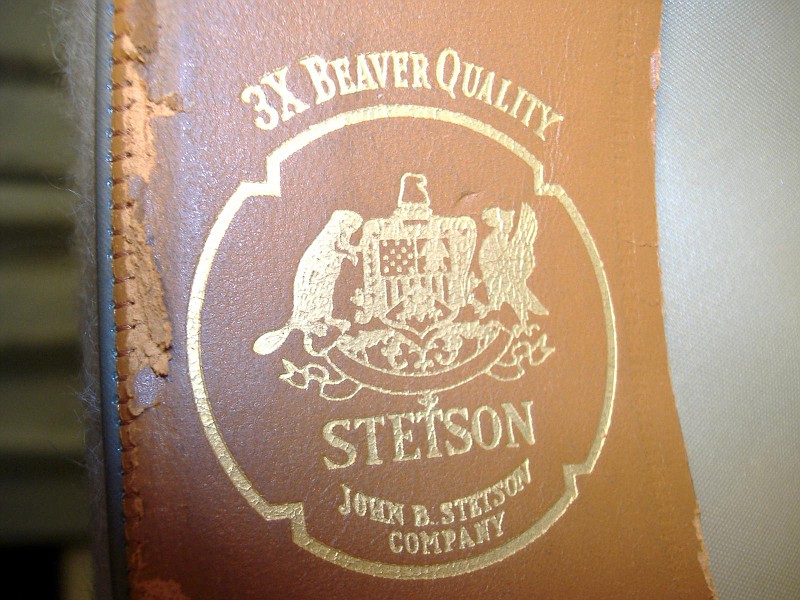 3X BEAVER QUALITY
STETSON
JOHN B. STETSON
COMPANY